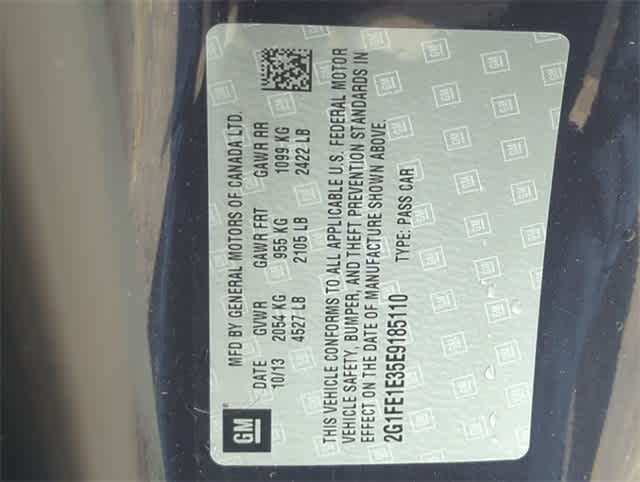 GM®
MFD BY GENERAL MOTORS OF CANADA LTD.
DATE GVWR GAWR FRT GAWR RR
10/13 2054 KG 955 KG 1099 KG
4527 LB 2105 LB 2422 LB
THIS VEHICLE CONFORMS TO ALL APPLICABLE U.S. FEDERAL MOTOR
VEHICLE SAFETY, BUMPER, AND THEFT PREVENTION STANDARDS IN
EFFECT ON THE DATE OF MANUFACTURE SHOWN ABOVE.
2G1FE1E35E9185110 TYPE: PASS CAR